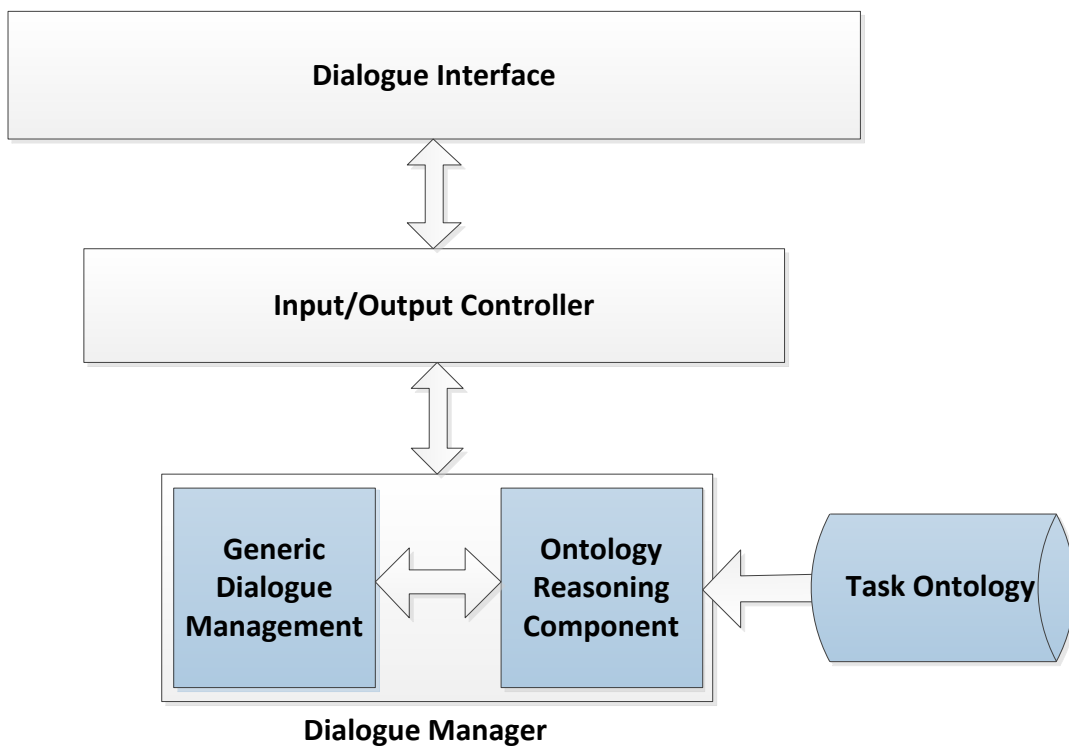 Dialogue Interface
Input/Output Controller
Generic
Dialogue
Management
Ontology
Reasoning
Component
Task Ontology
Dialogue Manager